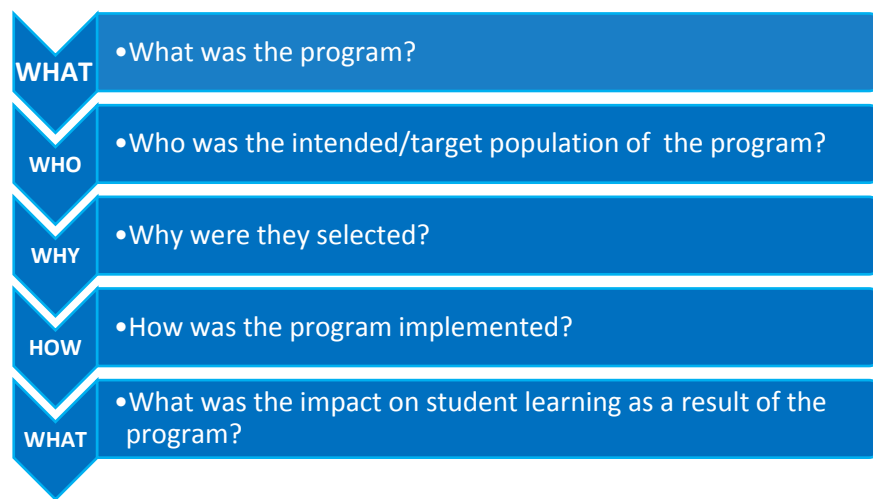 WHAT
•What was the program?
WHO
•Who was the intended/target population of the program?
WHY
•Why were they selected?
HOW
•How was the program implemented?
WHAT
•What was the impact on student learning as a result of the
program?